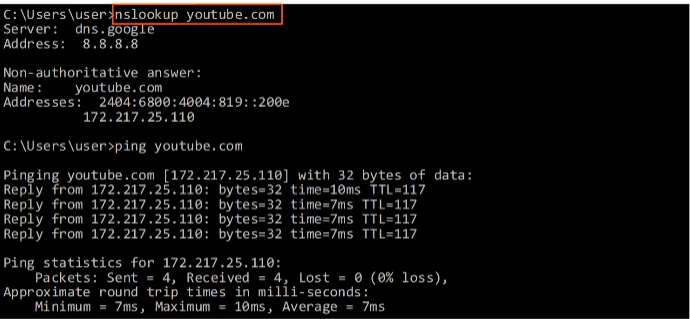 C:\Users\user>nslookup youtube.com
Server:  dns.google
Address:  8.8.8.8
Non-authoritative answer:
Name:    youtube.com
Addresses:  2404:6800:4004:819::200e
          172.217.25.110
C:\Users\user>ping youtube.com
Pinging youtube.com [172.217.25.110] with 32 bytes of data:
Reply from 172.217.25.110: bytes=32 time=10ms TTL=117
Reply from 172.217.25.110: bytes=32 time=7ms TTL=117
Reply from 172.217.25.110: bytes=32 time=7ms TTL=117
Reply from 172.217.25.110: bytes=32 time=7ms TTL=117
Ping statistics for 172.217.25.110:
    Packets: Sent = 4, Received = 4, Lost = 0 (0% loss),
Approximate round trip times in milli-seconds:
    Minimum = 7ms, Maximum = 10ms, Average = 7ms